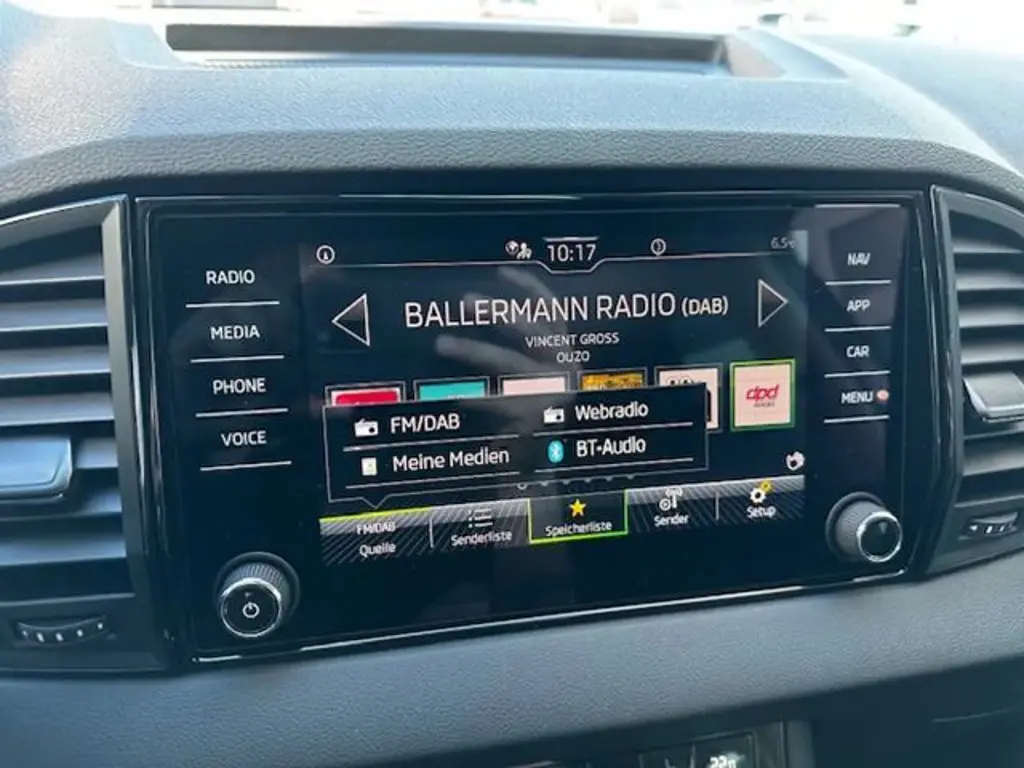 10:17
6.5°C
RADIO
MEDIA
PHONE
VOICE
BALLERMANN RADIO (DAB)
VINCENT GROSS
OUZO
dpd
FM/DAB
Webradio
Meine Medien
BT-Audio
FM/DAB
Quelle
Senderliste
Speicherliste
Sender
Setup
NAV
APP
CAR
MENU